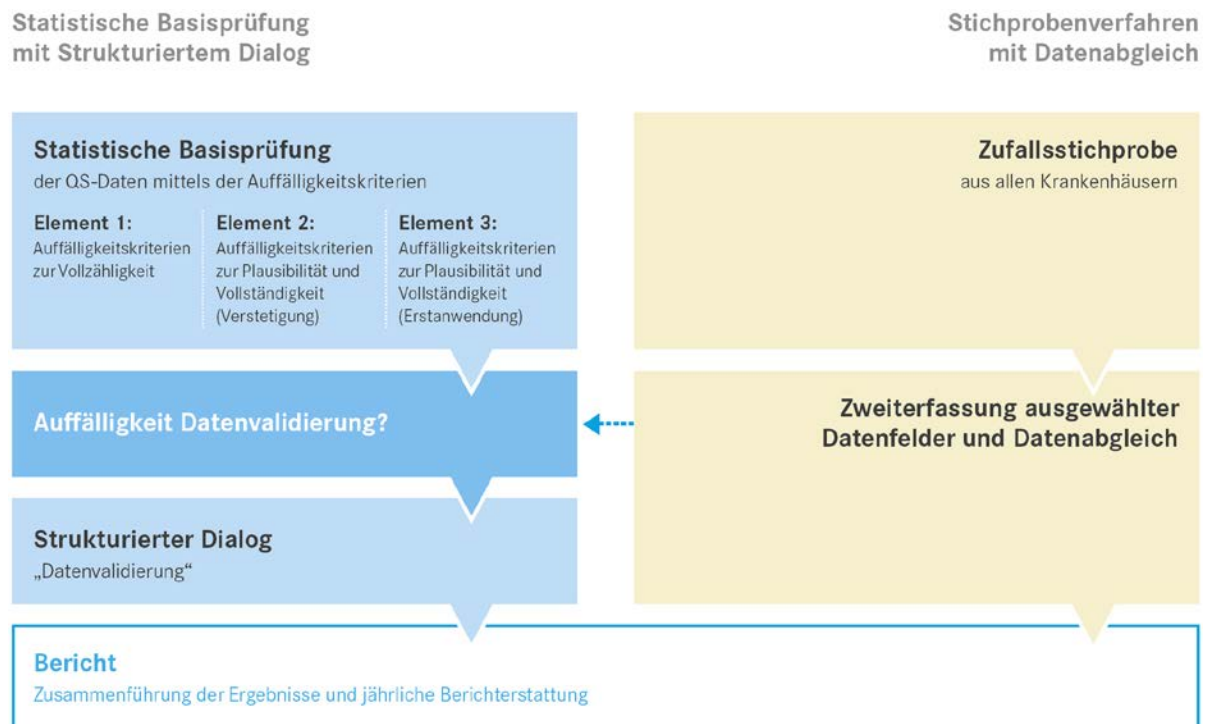 Statistische Basisprüfung
mit Strukturiertem Dialog
Stichprobenverfahren
mit Datenabgleich
Statistische Basisprüfung
der QS-Daten mittels der Auffälligkeitskriterien
Element 1:
Auffälligkeitskriterien
zur Vollzähligkeit
Element 2:
Auffälligkeitskriterien
zur Plausibilität und
Vollständigkeit
(Verstetigung)
Element 3:
Auffälligkeitskriterien
zur Plausibilität und
Vollständigkeit
(Erstanwendung)
Zufallsstichprobe
aus allen Krankenhäusern
Auffälligkeit Datenvalidierung?
Zweiterfassung ausgewählter
Datenfelder und Datenabgleich
Strukturierter Dialog
„Datenvalidierung“
Bericht
Zusammenführung der Ergebnisse und jährliche Berichterstattung